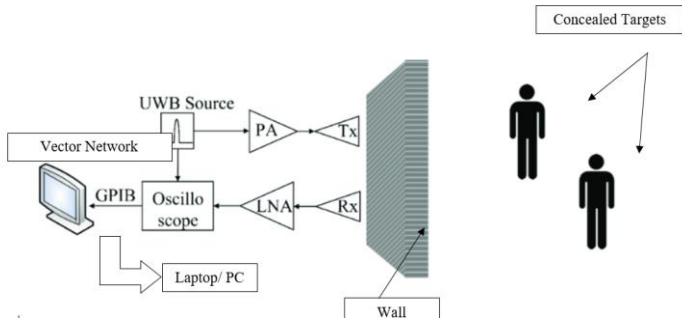 Concealed Targets
UWB Source
PA
Tx
Vector Network
GPIB
Oscillo
scope
LNA
Rx
Laptop/ PC
Wall